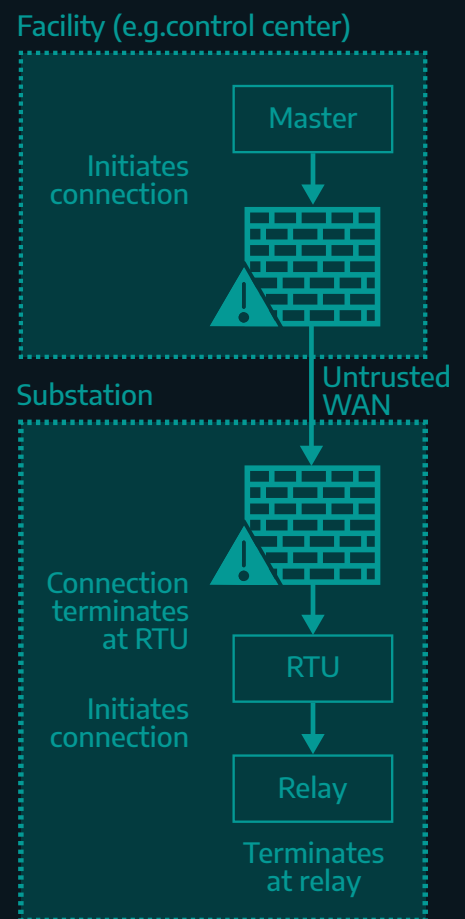 Facility (e.g.control center)
Master
Initiates
connection
Untrusted
WAN
Substation
Connection
terminates
at RTU
RTU
Initiates
connection
Relay
Terminates
at relay